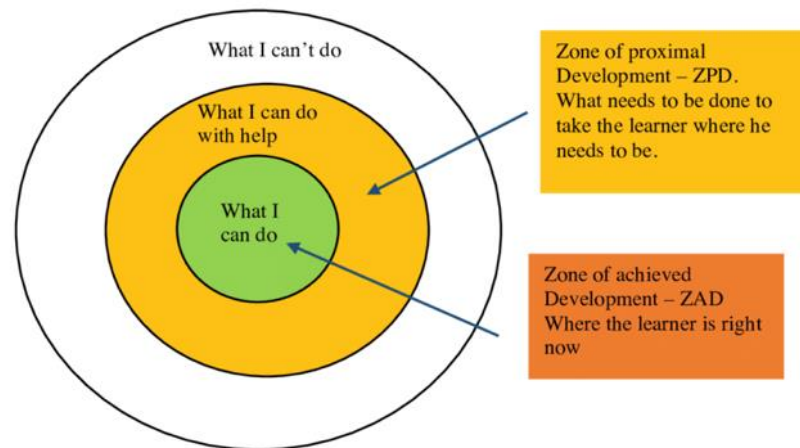 What I can't do
What I can do
with help
What I
can do
Zone of proximal
Development – ZPD.
What needs to be done to
take the learner where he
needs to be.
Zone of achieved
Development – ZAD
Where the learner is right
now